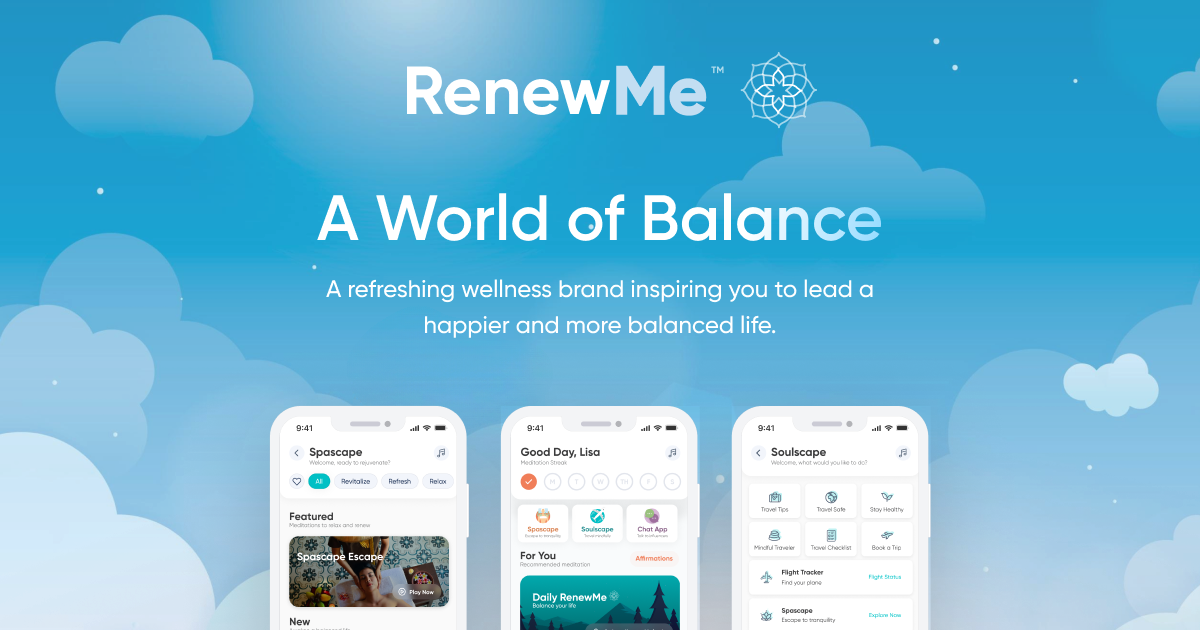 RenewMe™
A World of Balance
A refreshing wellness brand inspiring you to lead a
happier and more balanced life.
9:41
Spascape
Welcome, ready to rejuvenate?
All Revitalize Refresh Relax
Featured
Meditations to relax and renew
Spascape Escape
Play Now
New
9:41
Good Day, Lisa
Meditation Streak
M T W TH F S
Spascape Soulscape Chat App
Escape to tranquility Travel mindfully
For You Affirmations
Recommended meditation
Daily RenewMe
Balance your life
9:41
Soulscape
Welcome, what would you like to do?
Travel Tips Travel Safe Stay Healthy
Mindful Traveler Travel Checklist Book a Trip
Flight Tracker
Find your plane
Flight Status
Spascape
Escape to tranquility
Explore Now